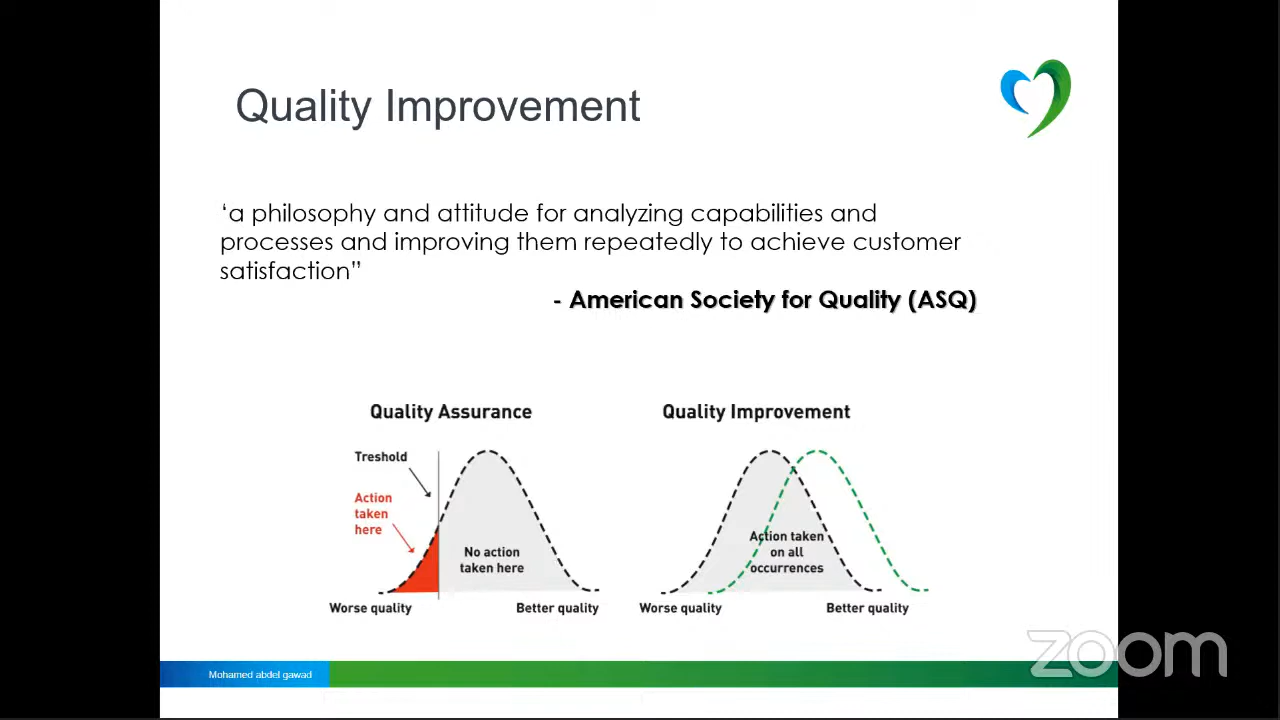 Quality Improvement
‘a philosophy and attitude for analyzing capabilities and
processes and improving them repeatedly to achieve customer
satisfaction”
- American Society for Quality (ASQ)
Quality Assurance
Treshold
Action
taken
here
No action
taken here
Worse quality
Better quality
Quality Improvement
Action taken
on all
occurrences
Worse quality
Better quality
Mohamed abdel gawad
zoom